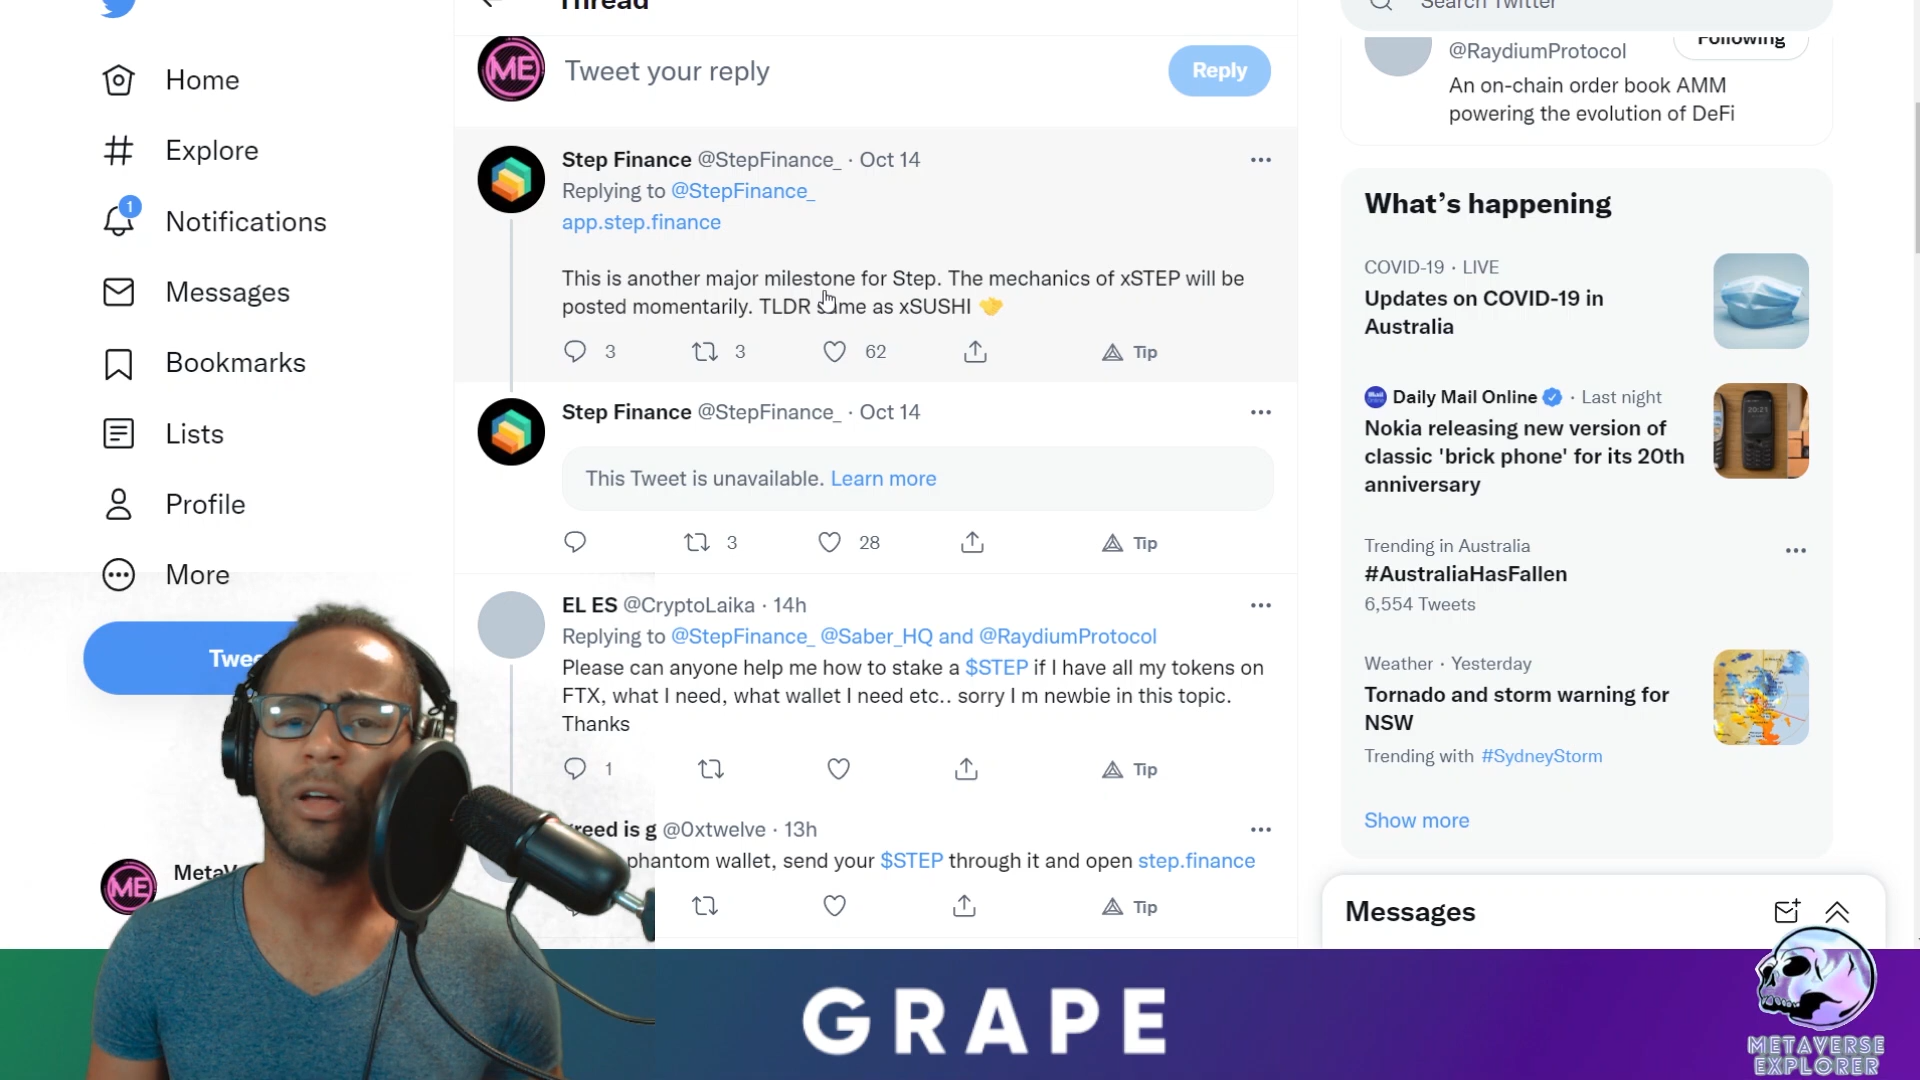 Thread
Search Twitter
Home
Explore
1
Notifications
Messages
Bookmarks
Lists
Profile
More
ME
Tweet your reply
Reply
Step Finance @StepFinance_ · Oct 14
Replying to @StepFinance_
app.step.finance
This is another major milestone for Step. The mechanics of xSTEP will be
posted momentarily. TLDR same as xSUSHI 🤝
3
3
62
Tip
Step Finance @StepFinance_ · Oct 14
This Tweet is unavailable. Learn more
3
28
Tip
EL ES @CryptoLaika · 14h
Replying to @StepFinance_ @Saber_HQ and @RaydiumProtocol
Please can anyone help me how to stake a $STEP if I have all my tokens on
FTX, what I need, what wallet I need etc.. sorry I m newbie in this topic.
Thanks
1
Tip
greed is g @0xtwelve · 13h
phantom wallet, send your $STEP through it and open step.finance
Tip
@RaydiumProtocol
Following
An on-chain order book AMM
powering the evolution of DeFi
What's happening
COVID-19 · LIVE
Updates on COVID-19 in
Australia
Daily Mail Online · Last night
Nokia releasing new version of
classic 'brick phone' for its 20th
anniversary
Trending in Australia
#AustraliaHasFallen
6,554 Tweets
Weather · Yesterday
Tornado and storm warning for
NSW
Trending with #SydneyStorm
Show more
Messages
ME
GRAPE
METAVERSE
EXPLORER